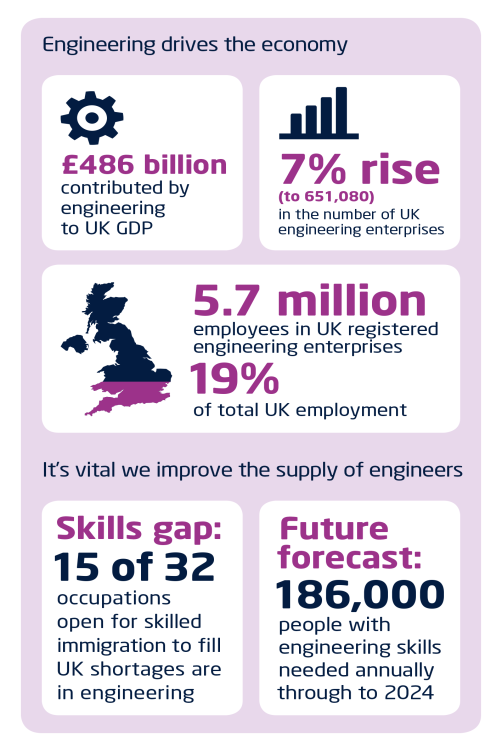 Engineering drives the economy
£486 billion
contributed by
engineering
to UK GDP
7% rise
(to 651,080)
in the number of UK
engineering enterprises
5.7 million
employees in UK registered
engineering enterprises
19%
of total UK employment
It's vital we improve the supply of engineers
Skills gap:
15 of 32
occupations
open for skilled
immigration to fill
UK shortages are
in engineering
Future
forecast:
186,000
people with
engineering skills
needed annually
through to 2024